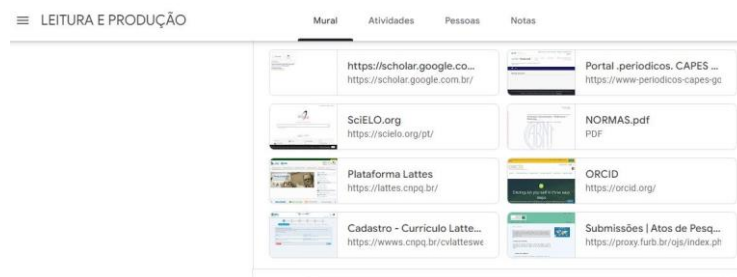 LEITURA E PRODUÇÃO
Mural Atividades Pessoas Notas
https://scholar.google.co...
https://scholar.google.com.br/
Portal .periodicos. CAPES ...
https://www-periodicos-capes-gc
SciELO.org
https://scielo.org/pt/
NORMAS.pdf
PDF
Plataforma Lattes
https://lattes.cnpq.br/
ORCID
https://orcid.org/
Cadastro - Currículo Latte...
https://wwws.cnpq.br/cvlatteswe
Submissões | Atos de Pesq...
https://proxy.furb.br/ojs/index.ph